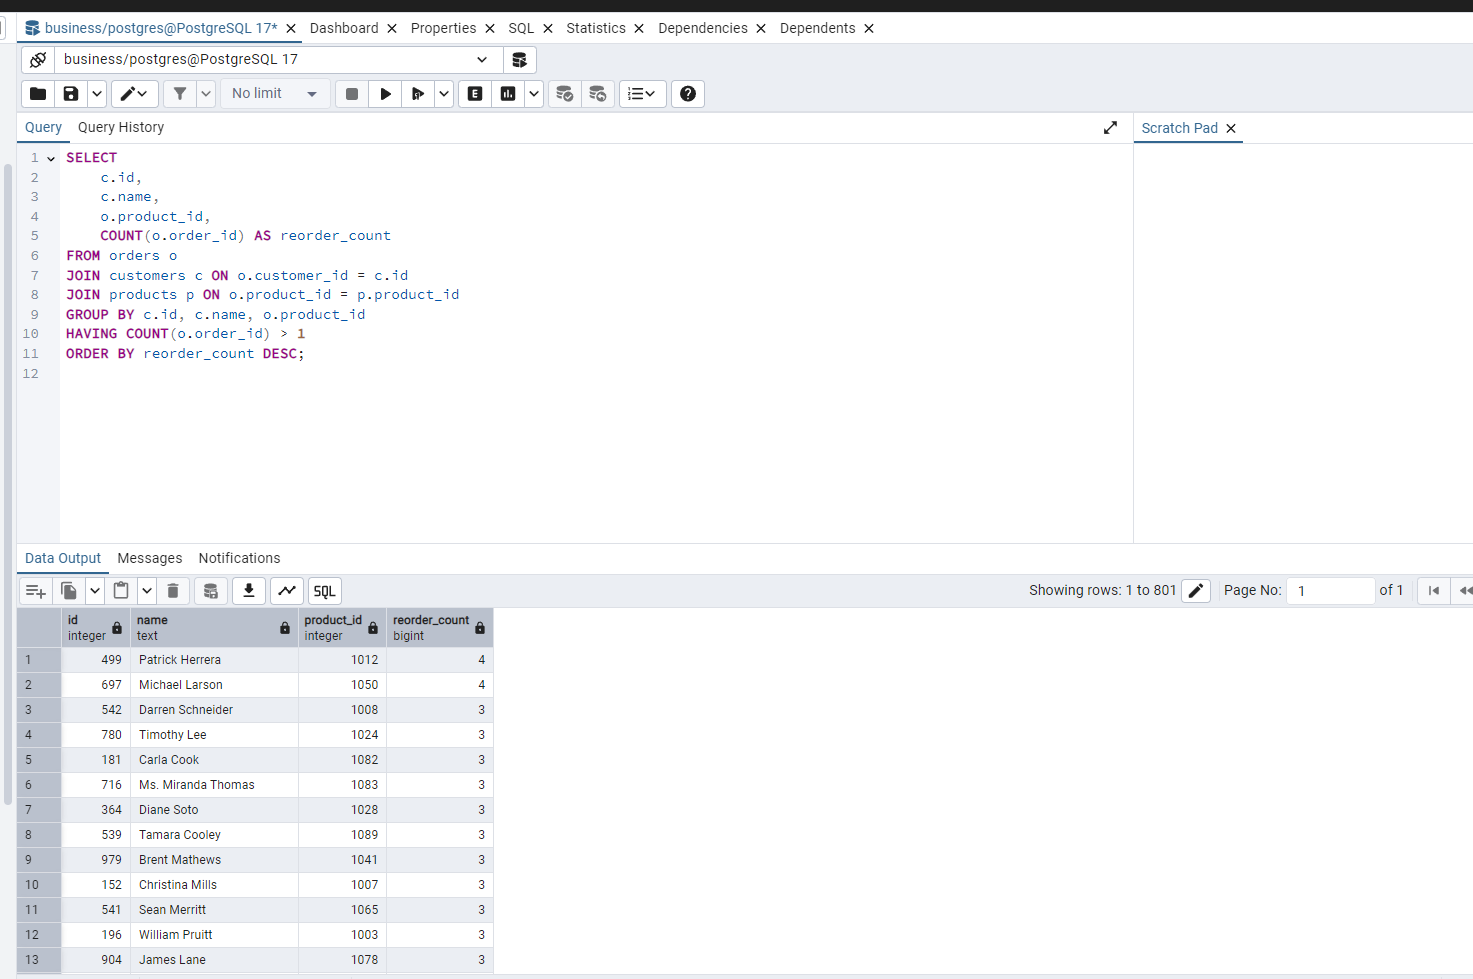 business/postgres@PostgreSQL 17* Dashboard Properties SQL Statistics Dependencies Dependents
business/postgres@PostgreSQL 17
No limit E
Query Query History Scratch Pad
1 SELECT
2 c.id,
3 c.name,
4 o.product_id,
5 COUNT(o.order_id) AS reorder_count
6 FROM orders o
7 JOIN customers c ON o.customer_id = c.id
8 JOIN products p ON o.product_id = p.product_id
9 GROUP BY c.id, c.name, o.product_id
10 HAVING COUNT(o.order_id) > 1
11 ORDER BY reorder_count DESC;
12
Data Output Messages Notifications
SQL Showing rows: 1 to 801 Page No: 1 of 1
id name product_id reorder_count
integer text integer bigint
1 499 Patrick Herrera 1012 4
2 697 Michael Larson 1050 4
3 542 Darren Schneider 1008 3
4 780 Timothy Lee 1024 3
5 181 Carla Cook 1082 3
6 716 Ms. Miranda Thomas 1083 3
7 364 Diane Soto 1028 3
8 539 Tamara Cooley 1089 3
9 979 Brent Mathews 1041 3
10 152 Christina Mills 1007 3
11 541 Sean Merritt 1065 3
12 196 William Pruitt 1003 3
13 904 James Lane 1078 3